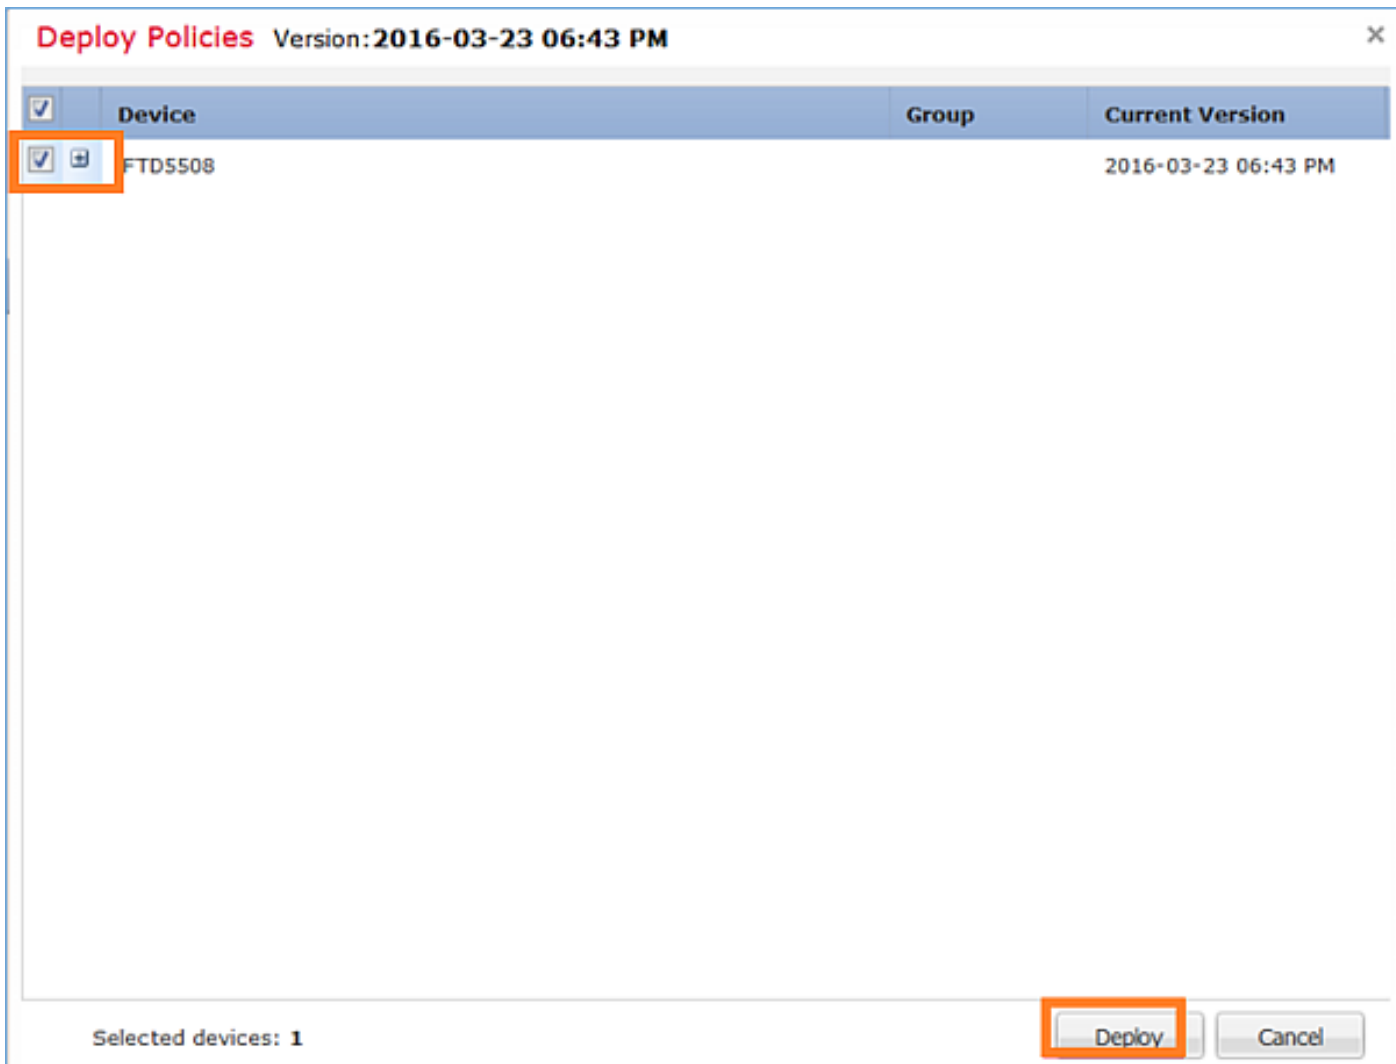 Deploy Policies Version:2016-03-23 06:43 PM
Device Group Current Version
FTD5508 2016-03-23 06:43 PM
Selected devices: 1 Deploy Cancel